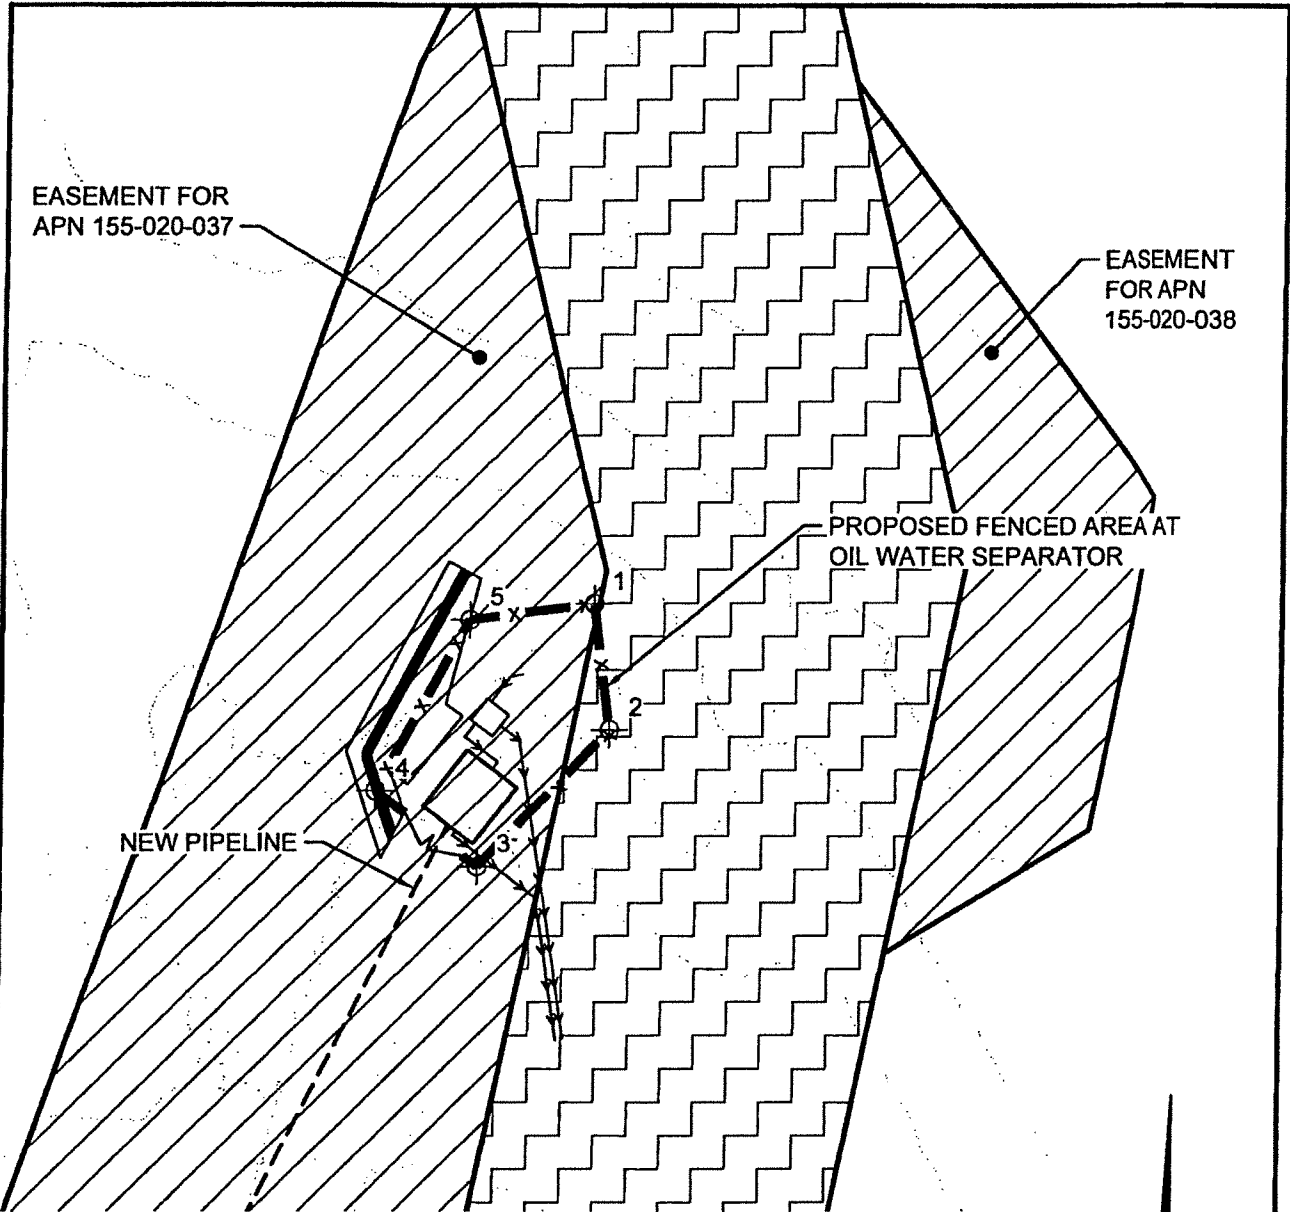 EASEMENT FOR
APN 155-020-037
EASEMENT
FOR APN
155-020-038
PROPOSED FENCED AREA AT
OIL WATER SEPARATOR
1
5
2
4
3
NEW PIPELINE